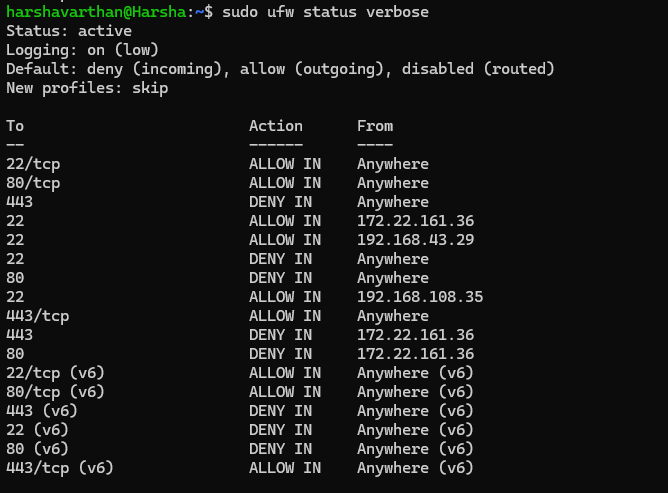 harshavarthan@Harsha:~$ sudo ufw status verbose
Status: active
Logging: on (low)
Default: deny (incoming), allow (outgoing), disabled (routed)
New profiles: skip

To                         Action      From
--                         ------      ----
22/tcp                     ALLOW IN    Anywhere
80/tcp                     ALLOW IN    Anywhere
443                        DENY IN     Anywhere
22                         ALLOW IN    172.22.161.36
22                         ALLOW IN    192.168.43.29
22                         DENY IN     Anywhere
80                         DENY IN     Anywhere
22                         ALLOW IN    192.168.108.35
443/tcp                    ALLOW IN    Anywhere
443                        DENY IN     172.22.161.36
80                         DENY IN     172.22.161.36
22/tcp (v6)                ALLOW IN    Anywhere (v6)
80/tcp (v6)                ALLOW IN    Anywhere (v6)
443 (v6)                   DENY IN     Anywhere (v6)
22 (v6)                    DENY IN     Anywhere (v6)
80 (v6)                    DENY IN     Anywhere (v6)
443/tcp (v6)               ALLOW IN    Anywhere (v6)